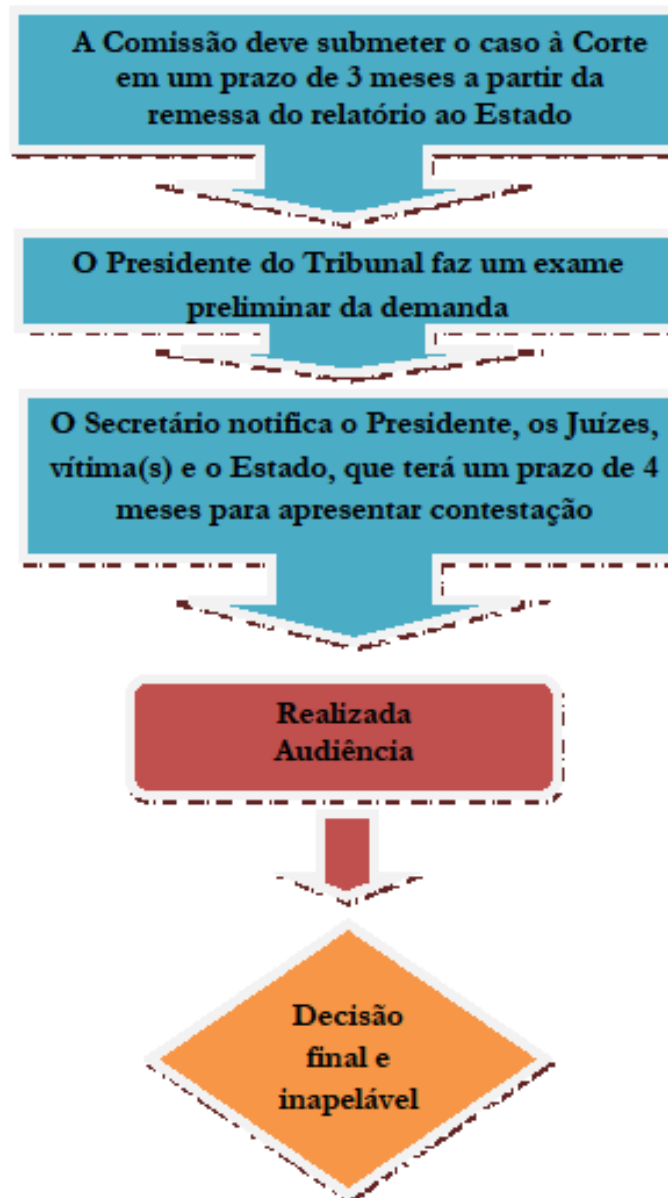 A Comissão deve submeter o caso à Corte
em um prazo de 3 meses a partir da
remessa do relatório ao Estado
O Presidente do Tribunal faz um exame
preliminar da demanda
O Secretário notifica o Presidente, os Juízes,
vítima(s) e o Estado, que terá um prazo de 4
meses para apresentar contestação
Realizada
Audiência
Decisão
final e
inapelável